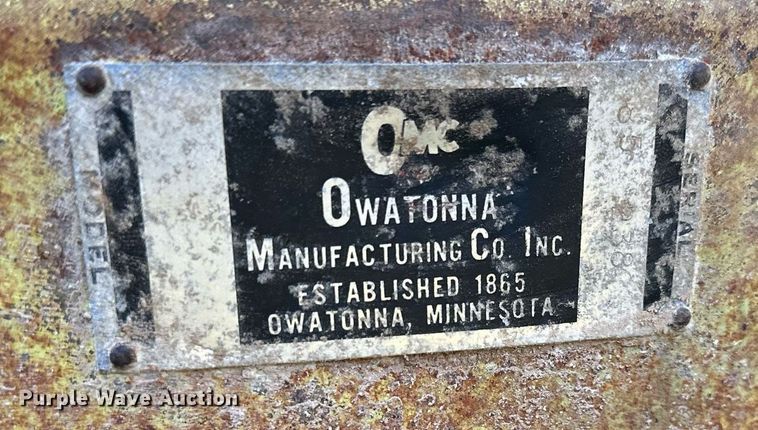 MODEL
OMC
OWATONNA
MANUFACTURING CO. INC.
ESTABLISHED 1865
OWATONNA, MINNESOTA
SERIAL
Purple Wave Auction